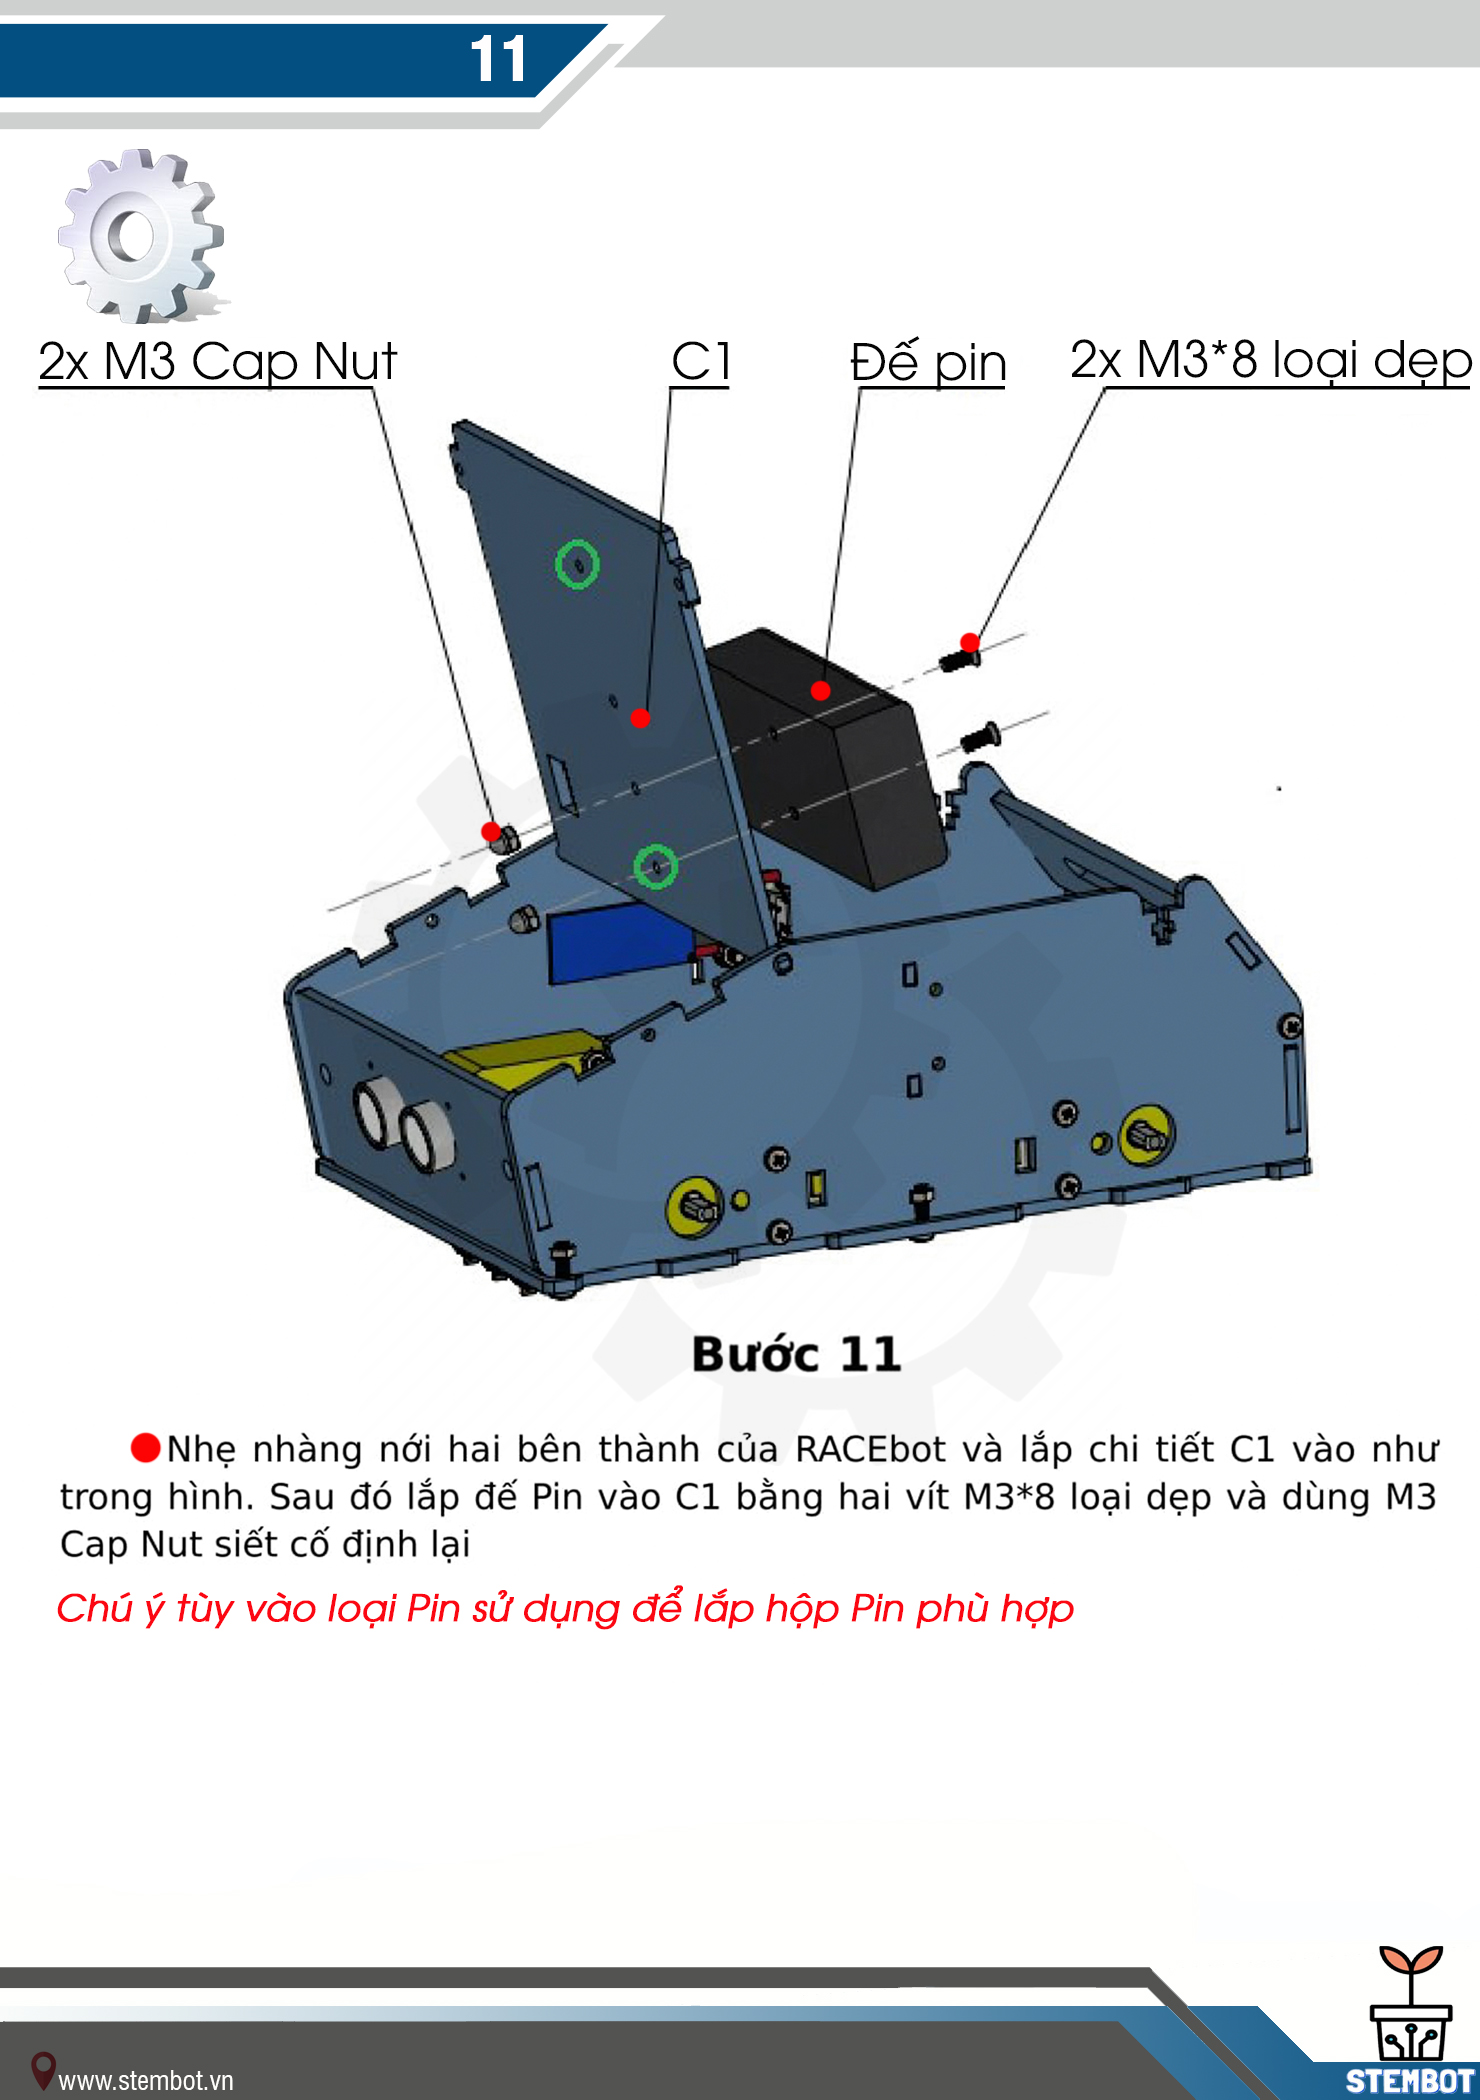 11
2x M3 Cap Nut
C1
Đế pin
2x M3*8 loại dẹp
Bước 11
Nhẹ nhàng nới hai bên thành của RACEbot và lắp chi tiết C1 vào như
trong hình. Sau đó lắp đế Pin vào C1 bằng hai vít M3*8 loại dẹp và dùng M3
Cap Nut siết cố định lại
Chú ý tùy vào loại Pin sử dụng để lắp hộp Pin phù hợp
www.stembot.vn
STEMBOT